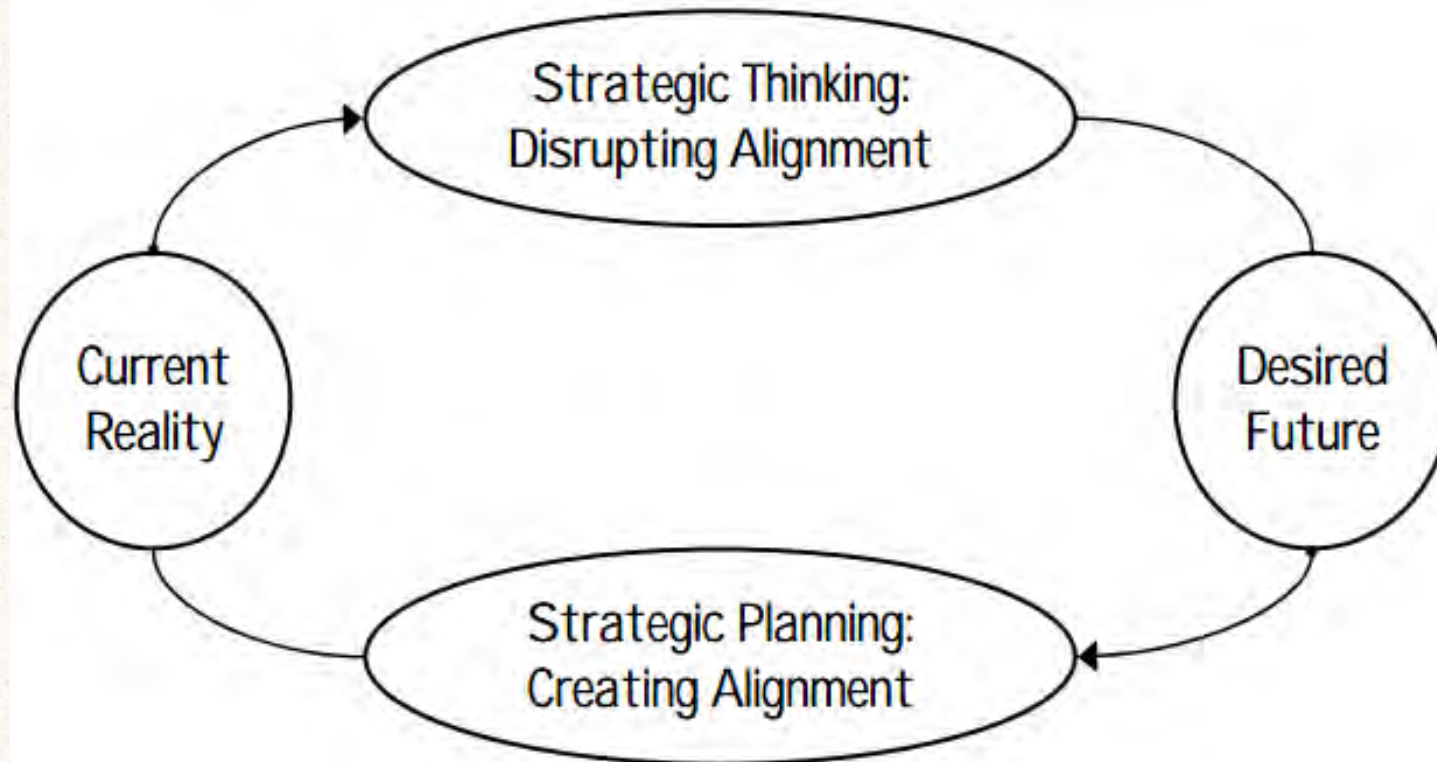 Strategic Thinking:
Disrupting Alignment
Current
Reality
Desired
Future
Strategic Planning:
Creating Alignment